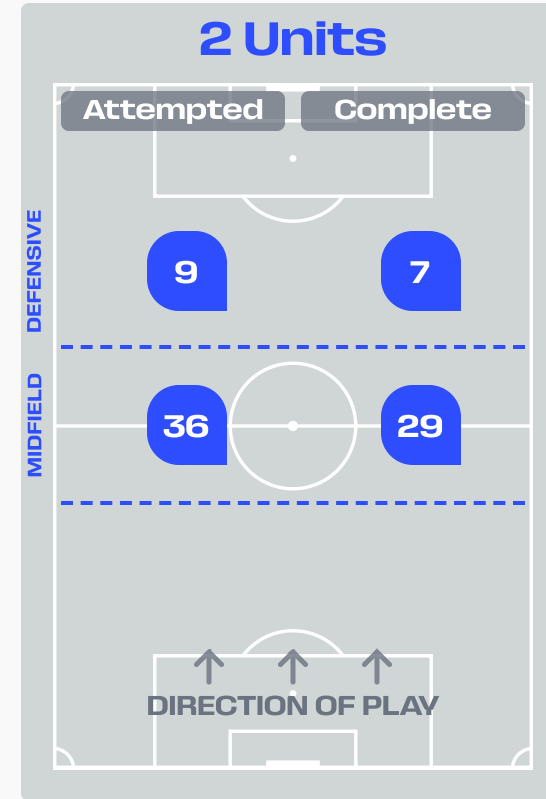 2 Units
Attempted Complete
DEFENSIVE
9 7
MIDFIELD
36 29
DIRECTION OF PLAY